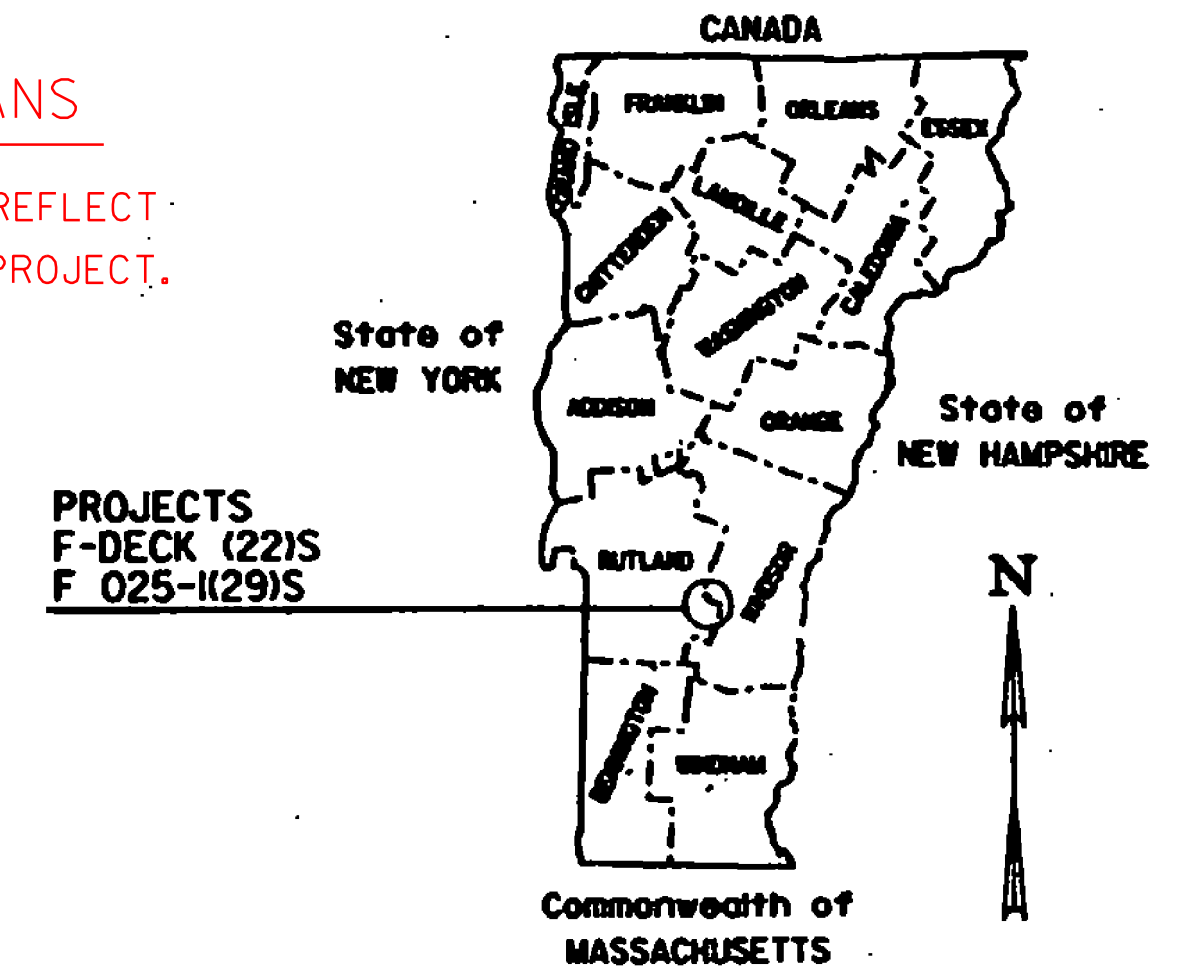 CANADA
ANS
REFLECT
PROJECT.
GRAND ISLE
FRANKLIN
ORLEANS
ESSEX
LAMOILLE
CHITTENDEN
CALEDONIA
WASHINGTON
State of
NEW YORK
ADDISON
ORANGE
State of
NEW HAMPSHIRE
PROJECTS
F-DECK (22)S
F 025-1(29)S
RUTLAND
WINDSOR
N
BENNINGTON
WINDHAM
Commonwealth of
MASSACHUSETTS